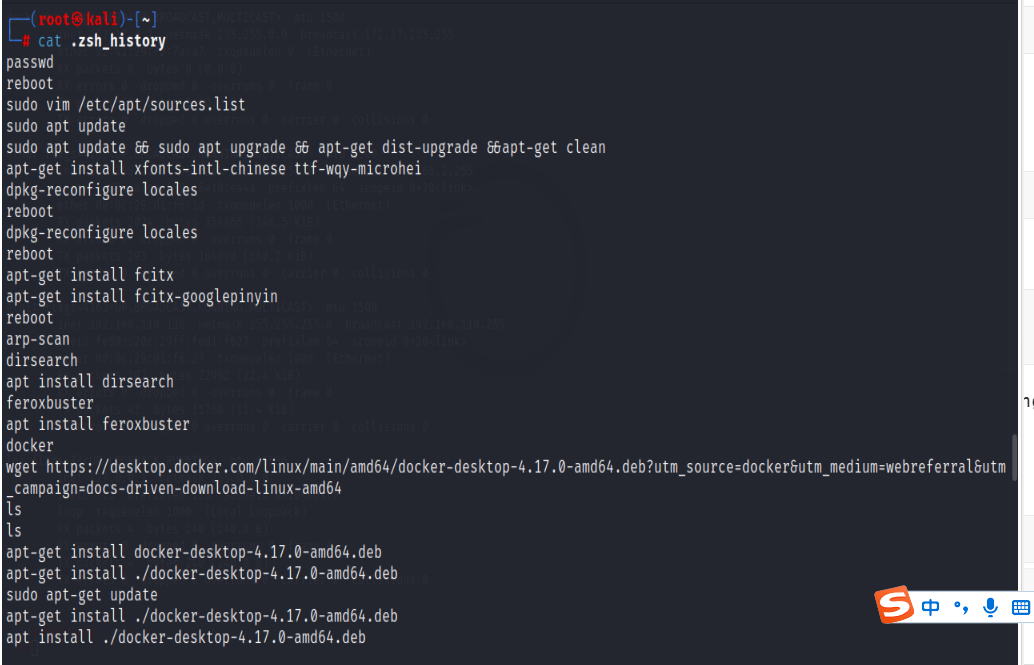 ┌──(root㉿kali)-[~]
└─# cat .zsh_history
passwd
reboot
sudo vim /etc/apt/sources.list
sudo apt update
sudo apt update && sudo apt upgrade && apt-get dist-upgrade &&apt-get clean
apt-get install xfonts-intl-chinese ttf-wqy-microhei
dpkg-reconfigure locales
reboot
dpkg-reconfigure locales
reboot
apt-get install fcitx
apt-get install fcitx-googlepinyin
reboot
arp-scan
dirsearch
apt install dirsearch
feroxbuster
apt install feroxbuster
docker
wget https://desktop.docker.com/linux/main/amd64/docker-desktop-4.17.0-amd64.deb?utm_source=docker&utm_medium=webreferral&utm
_campaign=docs-driven-download-linux-amd64
ls
ls
apt-get install docker-desktop-4.17.0-amd64.deb
apt-get install ./docker-desktop-4.17.0-amd64.deb
sudo apt-get update
apt-get install ./docker-desktop-4.17.0-amd64.deb
apt install ./docker-desktop-4.17.0-amd64.deb
S 中 °,